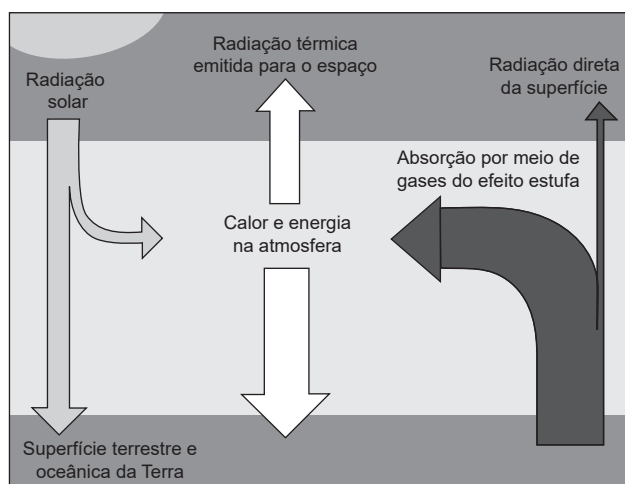 Radiação térmica
emitida para o espaço
Radiação
solar
Radiação direta
da superfície
Absorção por meio de
gases do efeito estufa
Calor e energia
na atmosfera
Superfície terrestre e
oceânica da Terra